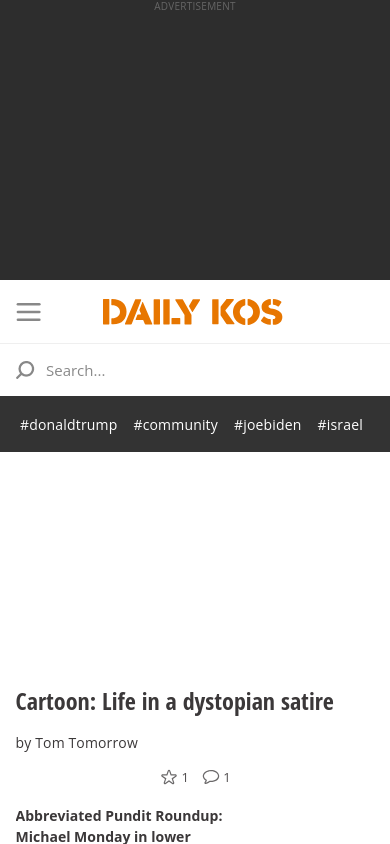 ADVERTISEMENT
DAILY KOS
Search...
#donaldtrump #community #joebiden #israel
Cartoon: Life in a dystopian satire
by Tom Tomorrow
1 1
Abbreviated Pundit Roundup:
Michael Monday in lower